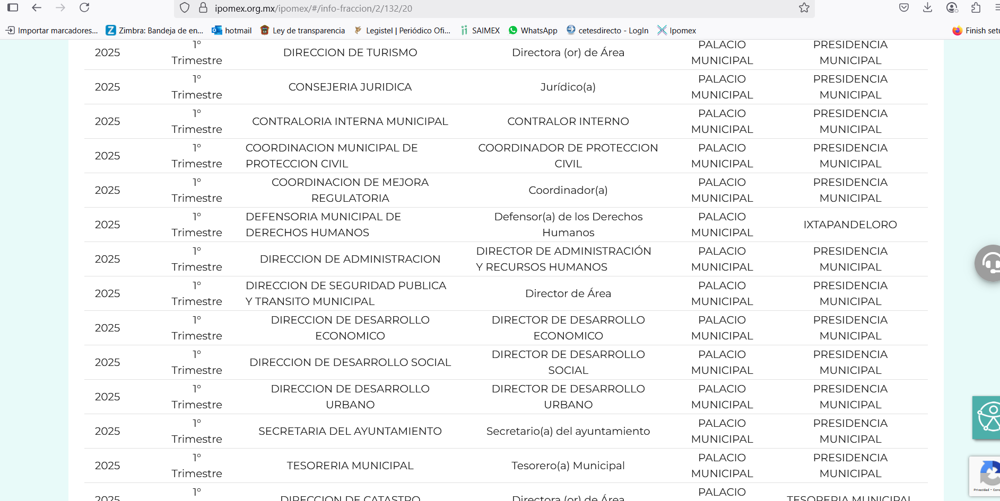 ipomex.org.mx/ipomex/#/info-fraccion/2/132/20
Importar marcadores... Zimbra: Bandeja de en... hotmail Ley de transparencia Legistel | Periódico Ofi... SAIMEX WhatsApp cetesdirecto - LogIn Ipomex Finish setu
2025 1° Trimestre DIRECCION DE TURISMO Directora (or) de Área PALACIO MUNICIPAL PRESIDENCIA MUNICIPAL
2025 1° Trimestre CONSEJERIA JURIDICA Jurídico(a) PALACIO MUNICIPAL PRESIDENCIA MUNICIPAL
2025 1° Trimestre CONTRALORIA INTERNA MUNICIPAL CONTRALOR INTERNO PALACIO MUNICIPAL PRESIDENCIA MUNICIPAL
2025 1° Trimestre COORDINACION MUNICIPAL DE PROTECCION CIVIL COORDINADOR DE PROTECCION CIVIL PALACIO MUNICIPAL PRESIDENCIA MUNICIPAL
2025 1° Trimestre COORDINACION DE MEJORA REGULATORIA Coordinador(a) PALACIO MUNICIPAL PRESIDENCIA MUNICIPAL
2025 1° Trimestre DEFENSORIA MUNICIPAL DE DERECHOS HUMANOS Defensor(a) de los Derechos Humanos PALACIO MUNICIPAL IXTAPANDELORO
2025 1° Trimestre DIRECCION DE ADMINISTRACION DIRECTOR DE ADMINISTRACIÓN Y RECURSOS HUMANOS PALACIO MUNICIPAL PRESIDENCIA MUNICIPAL
2025 1° Trimestre DIRECCION DE SEGURIDAD PUBLICA Y TRANSITO MUNICIPAL Director de Área PALACIO MUNICIPAL PRESIDENCIA MUNICIPAL
2025 1° Trimestre DIRECCION DE DESARROLLO ECONOMICO DIRECTOR DE DESARROLLO ECONOMICO PALACIO MUNICIPAL PRESIDENCIA MUNICIPAL
2025 1° Trimestre DIRECCION DE DESARROLLO SOCIAL DIRECTOR DE DESARROLLO SOCIAL PALACIO MUNICIPAL PRESIDENCIA MUNICIPAL
2025 1° Trimestre DIRECCION DE DESARROLLO URBANO DIRECTOR DE DESARROLLO URBANO PALACIO MUNICIPAL PRESIDENCIA MUNICIPAL
2025 1° Trimestre SECRETARIA DEL AYUNTAMIENTO Secretario(a) del ayuntamiento PALACIO MUNICIPAL PRESIDENCIA MUNICIPAL
2025 1° Trimestre TESORERIA MUNICIPAL Tesorero(a) Municipal PALACIO MUNICIPAL PRESIDENCIA MUNICIPAL
2025 1° DIRECCION DE CATASTRO Directora (or) de Área PALACIO TESORERIA MUNICIPAL
Privacidad